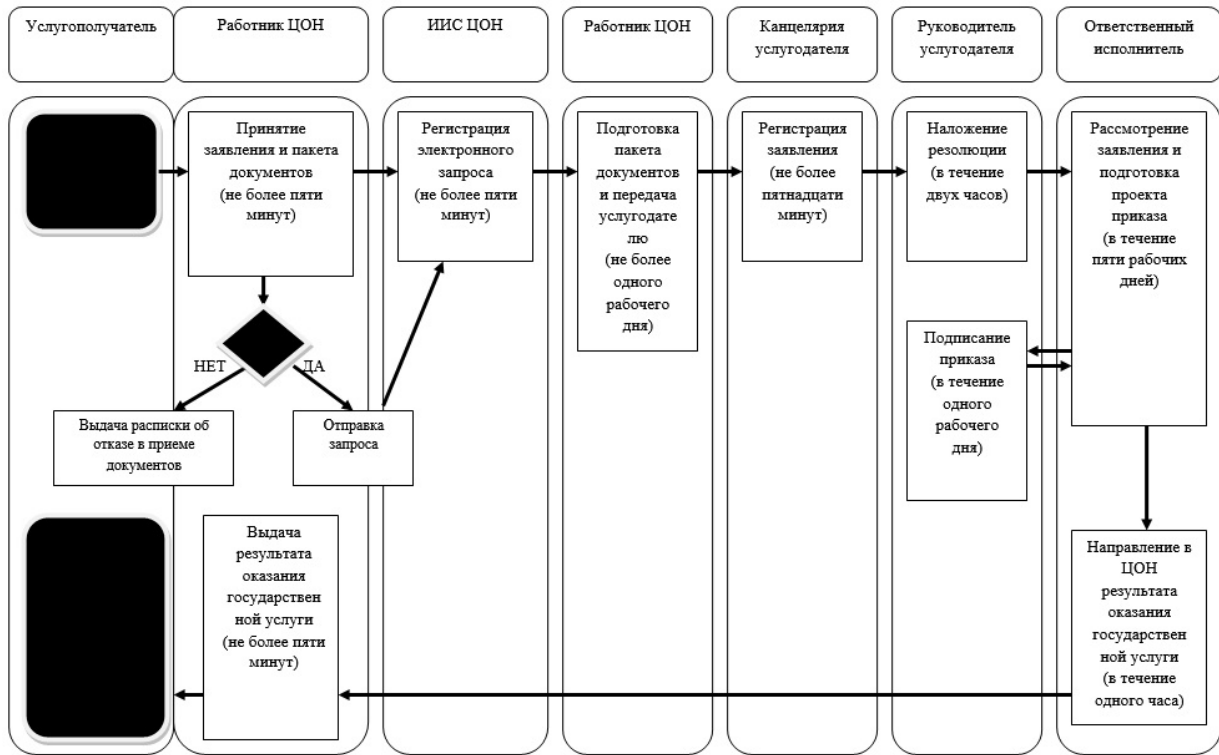 Услугополучатель
Работник ЦОН
ИИС ЦОН
Работник ЦОН
Канцелярия
услугодателя
Руководитель
услугодателя
Ответственный
исполнитель
Принятие
заявления и пакета
документов
(не более пяти
минут)
Регистрация
электронного
запроса
(не более пяти
минут)
Подготовка
пакета
документов
и передача
услугодате
лю
(не более
одного
рабочего
дня)
Регистрация
заявления
(не более
пятнадцати
минут)
Наложение
резолюции
(в течение
двух часов)
Рассмотрение
заявления и
подготовка
проекта
приказа
(в течение
пяти рабочих
дней)
Подписание
приказа
(в течение
одного
рабочего
дня)
НЕТ
ДА
Выдача расписки об
отказе в приеме
документов
Отправка
запроса
Выдача
результата
оказания
государствен
ной услуги
(не более пяти
минут)
Направление в
ЦОН
результата
оказания
государствен
ной услуги
(в течение
одного часа)